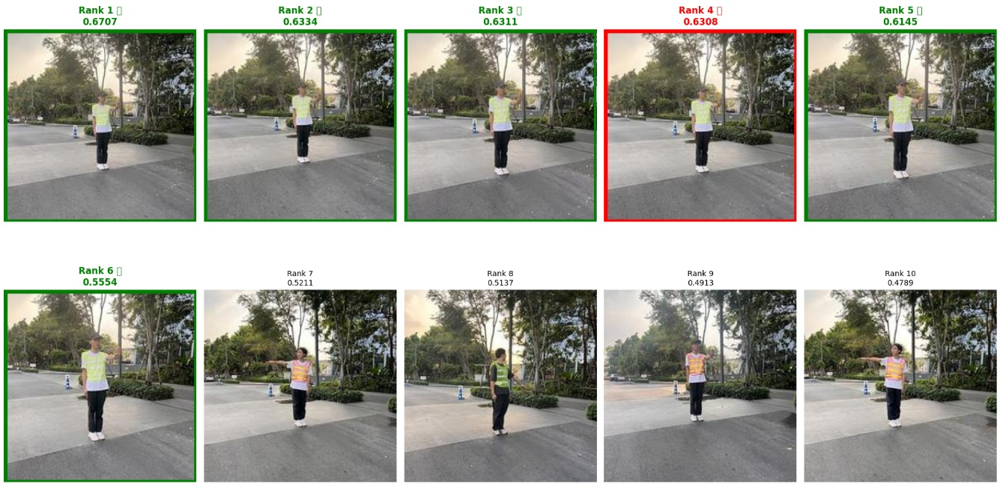 Rank 1 
0.6707
Rank 2 
0.6334
Rank 3 
0.6311
Rank 4 
0.6308
Rank 5 
0.6145
Rank 6 
0.5554
Rank 7
0.5211
Rank 8
0.5137
Rank 9
0.4913
Rank 10
0.4789